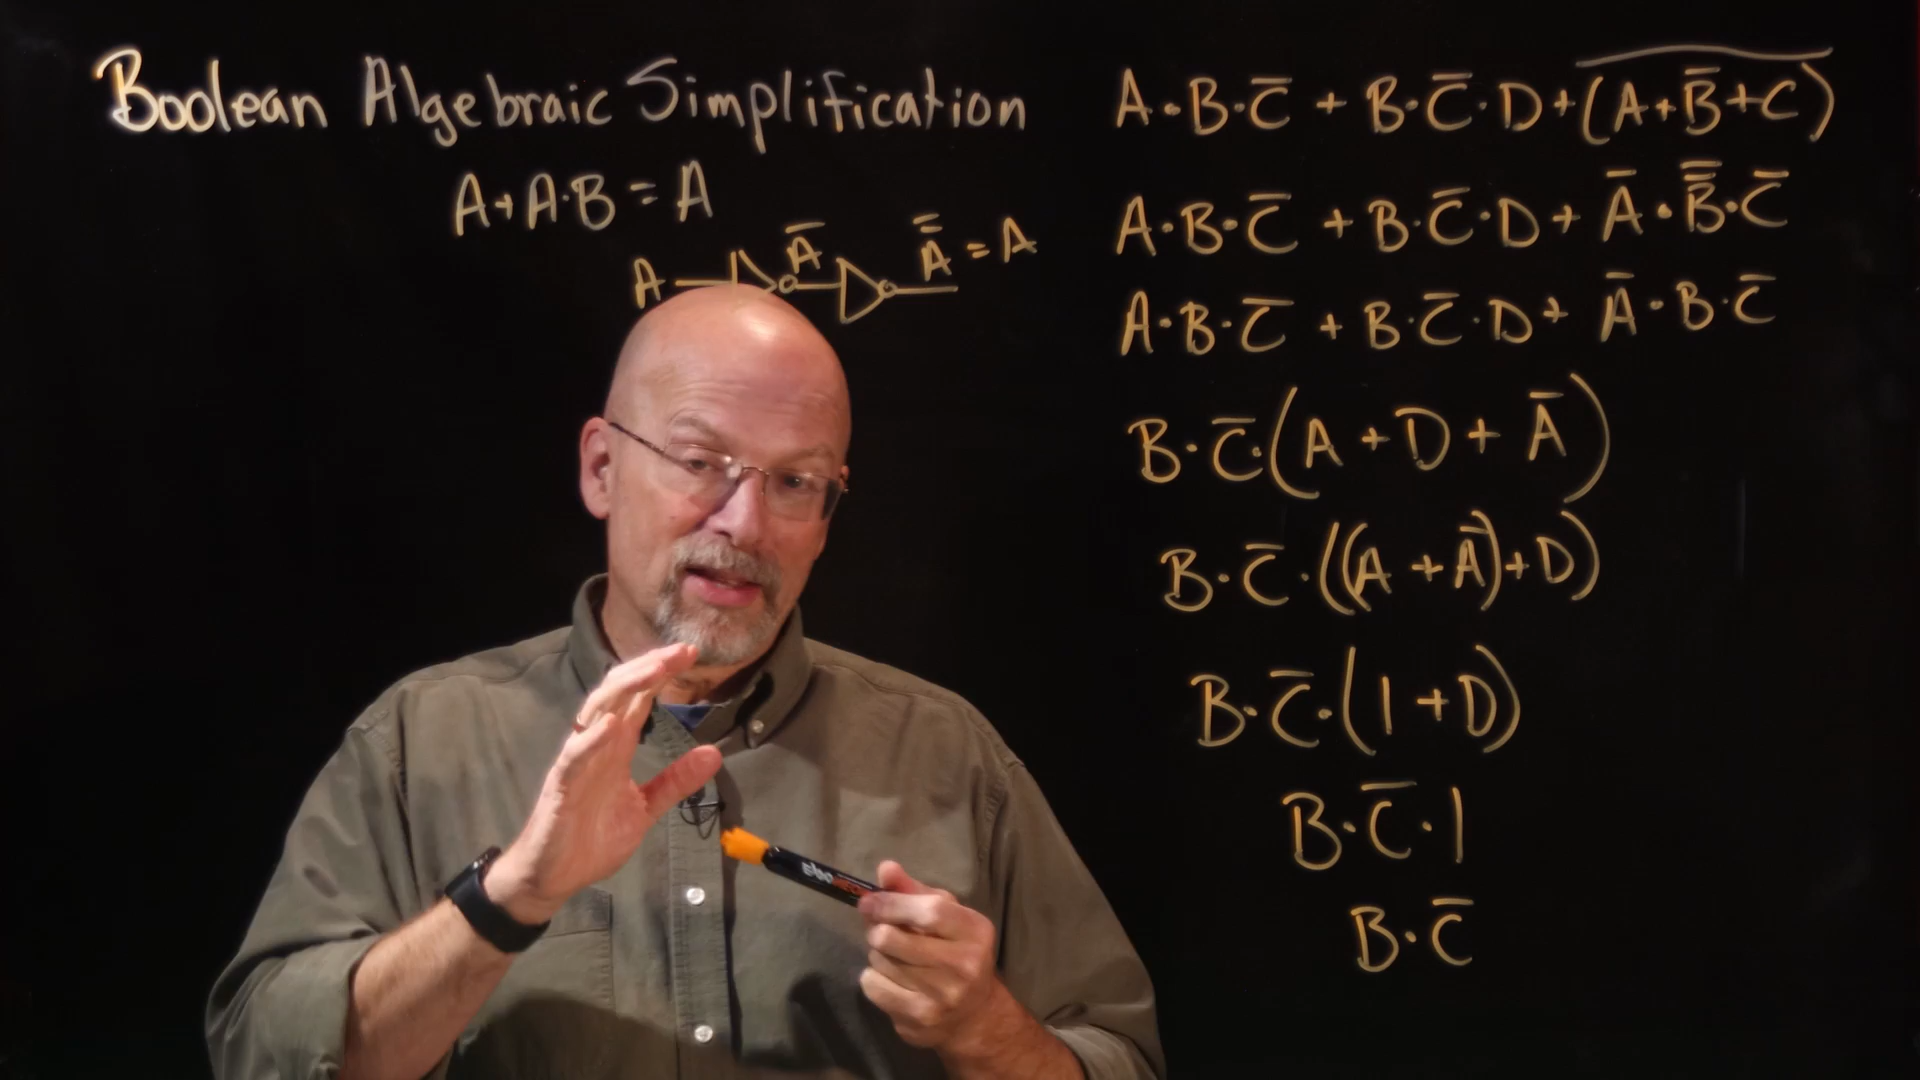 Boolean Algebraic Simplification
A+A·B=A
A Ā A̿ = A
A·B·C̅ + B·C̅·D+(A̅+̅B̿+̅C̅)̅
A·B·C̅ + B·C̅·D+ A̅·B̿·C̅
A·B·C̅ + B·C̅·D+ A̅·B·C̅
B·C̅·(A+D+A̅)
B·C̅·((A+A̅)+D)
B·C̅·(1+D)
B·C̅·1
B·C̅